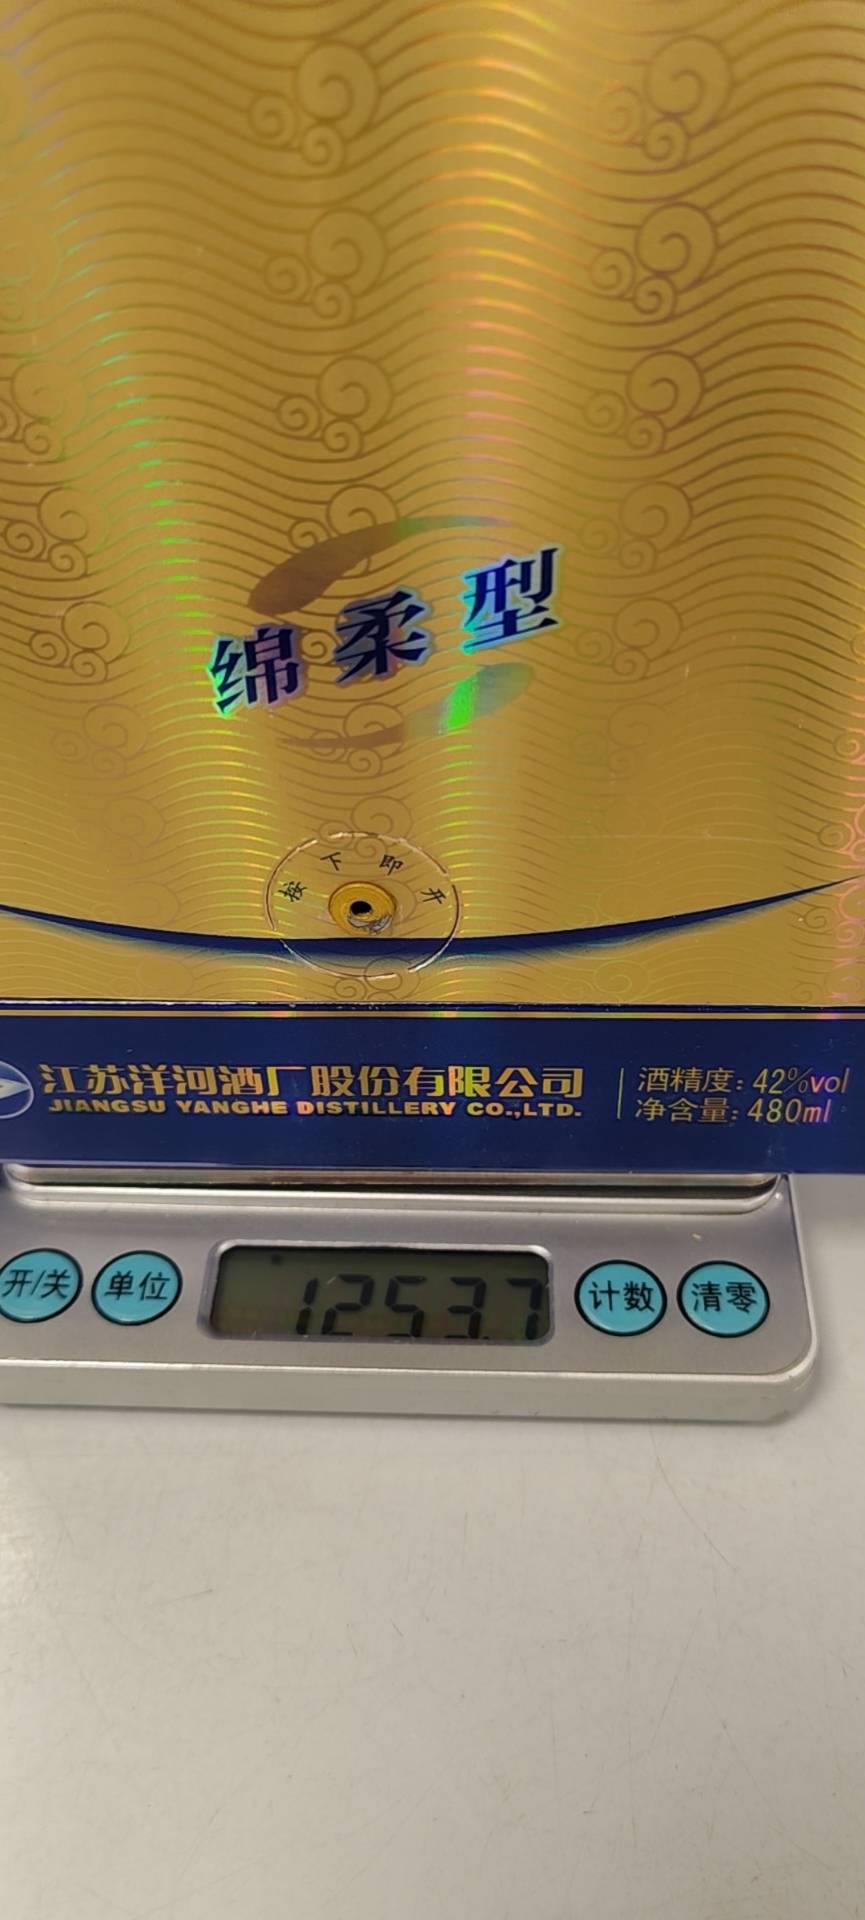 绵柔型
按下即开
江苏洋河酒厂股份有限公司
JIANGSU YANGHE DISTILLERY CO.,LTD.
酒精度：42%vol
净含量：480ml
开/关
单位
1253.7
计数
清零